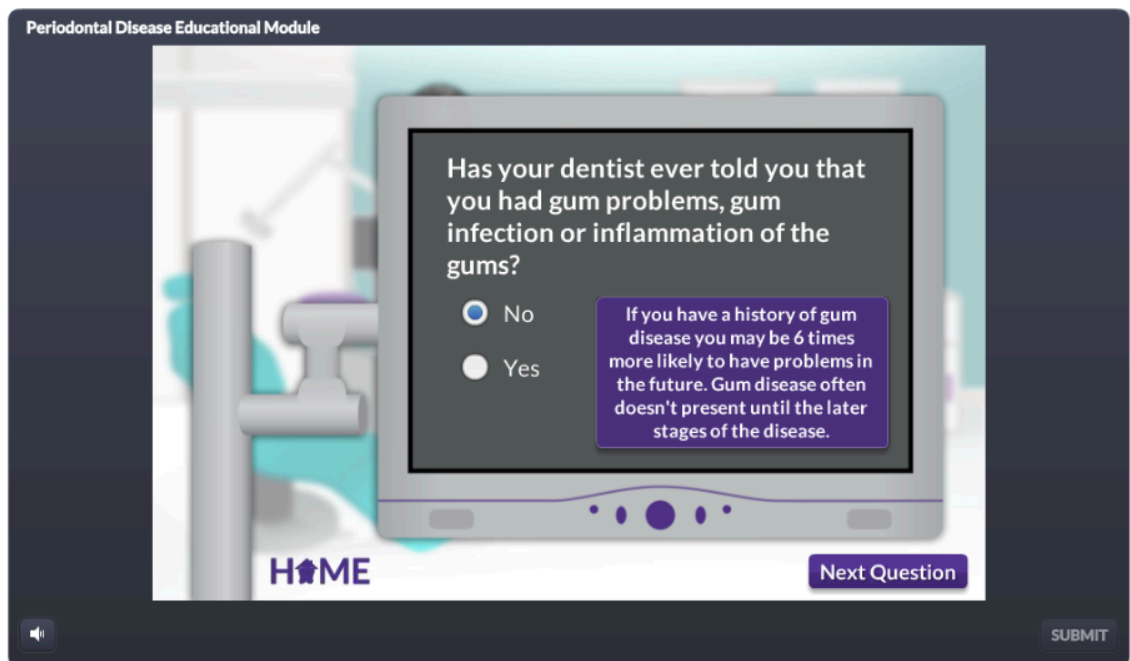 Periodontal Disease Educational Module
Has your dentist ever told you that
you had gum problems, gum
infection or inflammation of the
gums?
No
Yes
If you have a history of gum
disease you may be 6 times
more likely to have problems in
the future. Gum disease often
doesn't present until the later
stages of the disease.
HOME
Next Question
SUBMIT